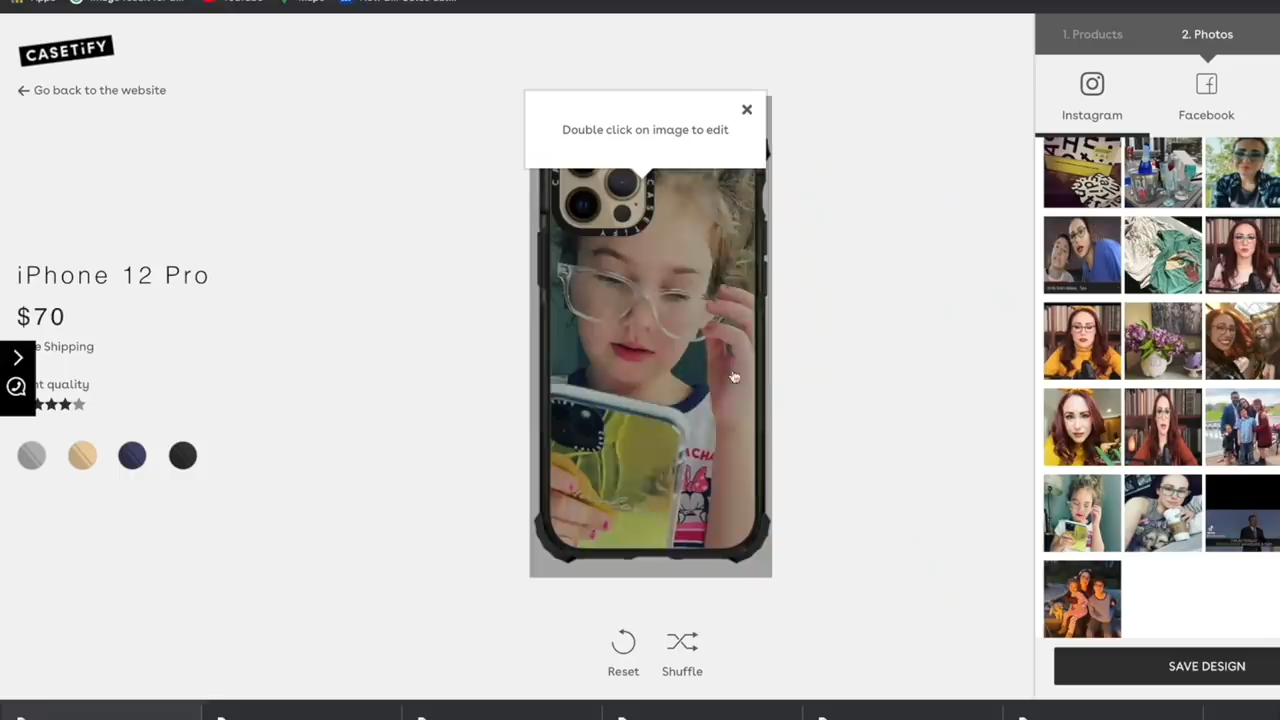 CASETiFY
Go back to the website
iPhone 12 Pro
$70
Shipping
quality
Double click on image to edit
CASETIFY
Reset
Shuffle
1. Products
2. Photos
Instagram
Facebook
SAVE DESIGN